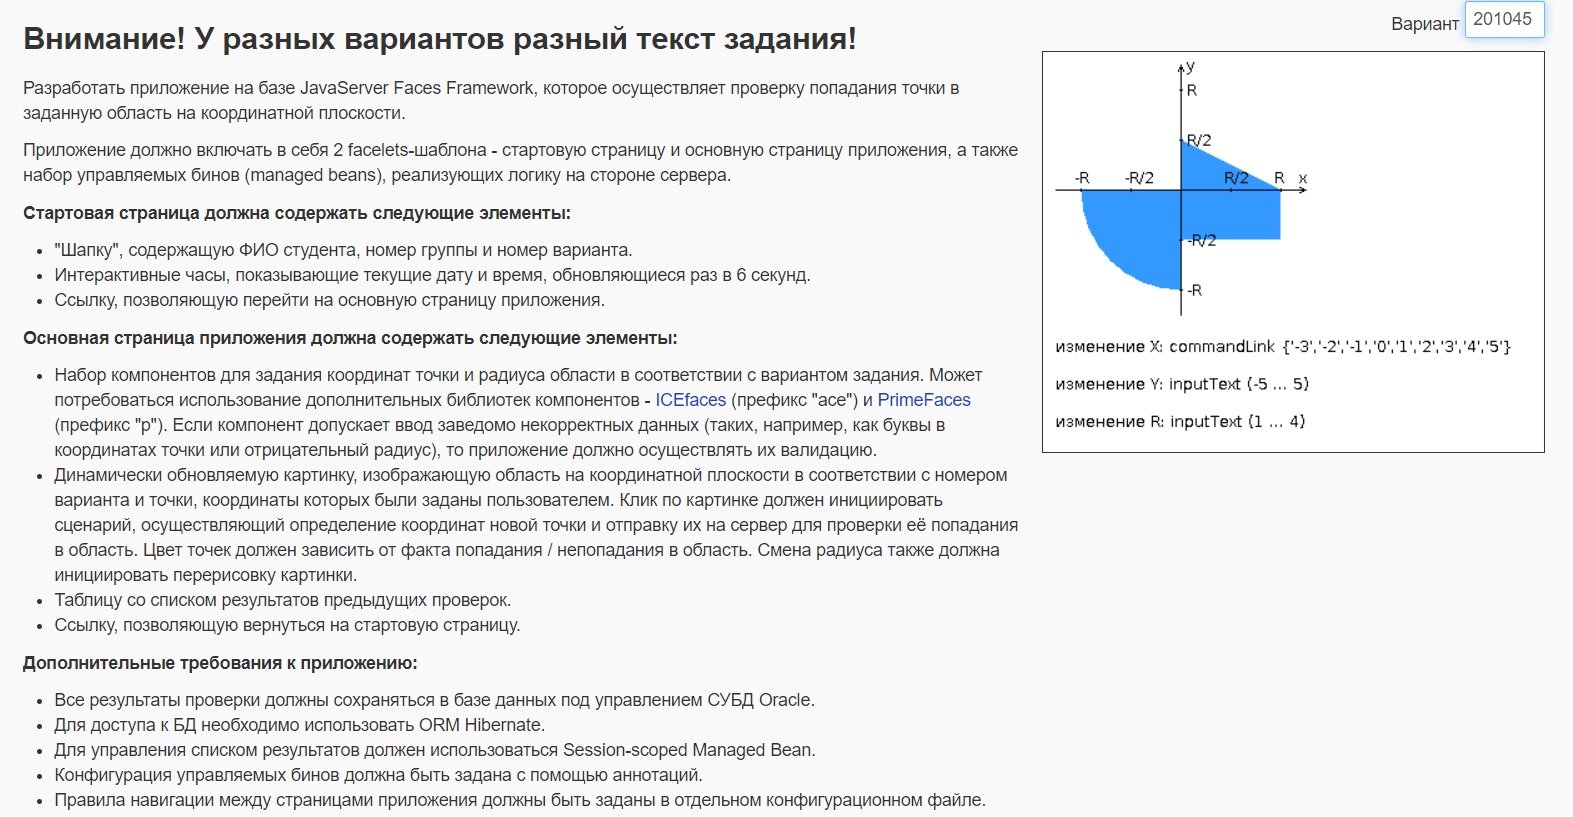 Вариант 201045
Внимание! У разных вариантов разный текст задания!
Разработать приложение на базе JavaServer Faces Framework, которое осуществляет проверку попадания точки в
заданную область на координатной плоскости.
Приложение должно включать в себя 2 facelets-шаблона - стартовую страницу и основную страницу приложения, а также
набор управляемых бинов (managed beans), реализующих логику на стороне сервера.
Стартовая страница должна содержать следующие элементы:
• "Шапку", содержащую ФИО студента, номер группы и номер варианта.
• Интерактивные часы, показывающие текущие дату и время, обновляющиеся раз в 6 секунд.
• Ссылку, позволяющую перейти на основную страницу приложения.
Основная страница приложения должна содержать следующие элементы:
• Набор компонентов для задания координат точки и радиуса области в соответствии с вариантом задания. Может
потребоваться использование дополнительных библиотек компонентов - ICEfaces (префикс "ace") и PrimeFaces
(префикс "p"). Если компонент допускает ввод заведомо некорректных данных (таких, например, как буквы в
координатах точки или отрицательный радиус), то приложение должно осуществлять их валидацию.
• Динамически обновляемую картинку, изображающую область на координатной плоскости в соответствии с номером
варианта и точки, координаты которых были заданы пользователем. Клик по картинке должен инициировать
сценарий, осуществляющий определение координат новой точки и отправку их на сервер для проверки её попадания
в область. Цвет точек должен зависить от факта попадания / непопадания в область. Смена радиуса также должна
инициировать перерисовку картинки.
• Таблицу со списком результатов предыдущих проверок.
• Ссылку, позволяющую вернуться на стартовую страницу.
Дополнительные требования к приложению:
• Все результаты проверки должны сохраняться в базе данных под управлением СУБД Oracle.
• Для доступа к БД необходимо использовать ORM Hibernate.
• Для управления списком результатов должен использоваться Session-scoped Managed Bean.
• Конфигурация управляемых бинов должна быть задана с помощью аннотаций.
• Правила навигации между страницами приложения должны быть заданы в отдельном конфигурационном файле.
y
R
R/2
-R -R/2 R/2 R x
-R/2
-R
изменение X: commandLink {'-3','-2','-1','0','1','2','3','4','5'}
изменение Y: inputText (-5 ... 5)
изменение R: inputText (1 ... 4)